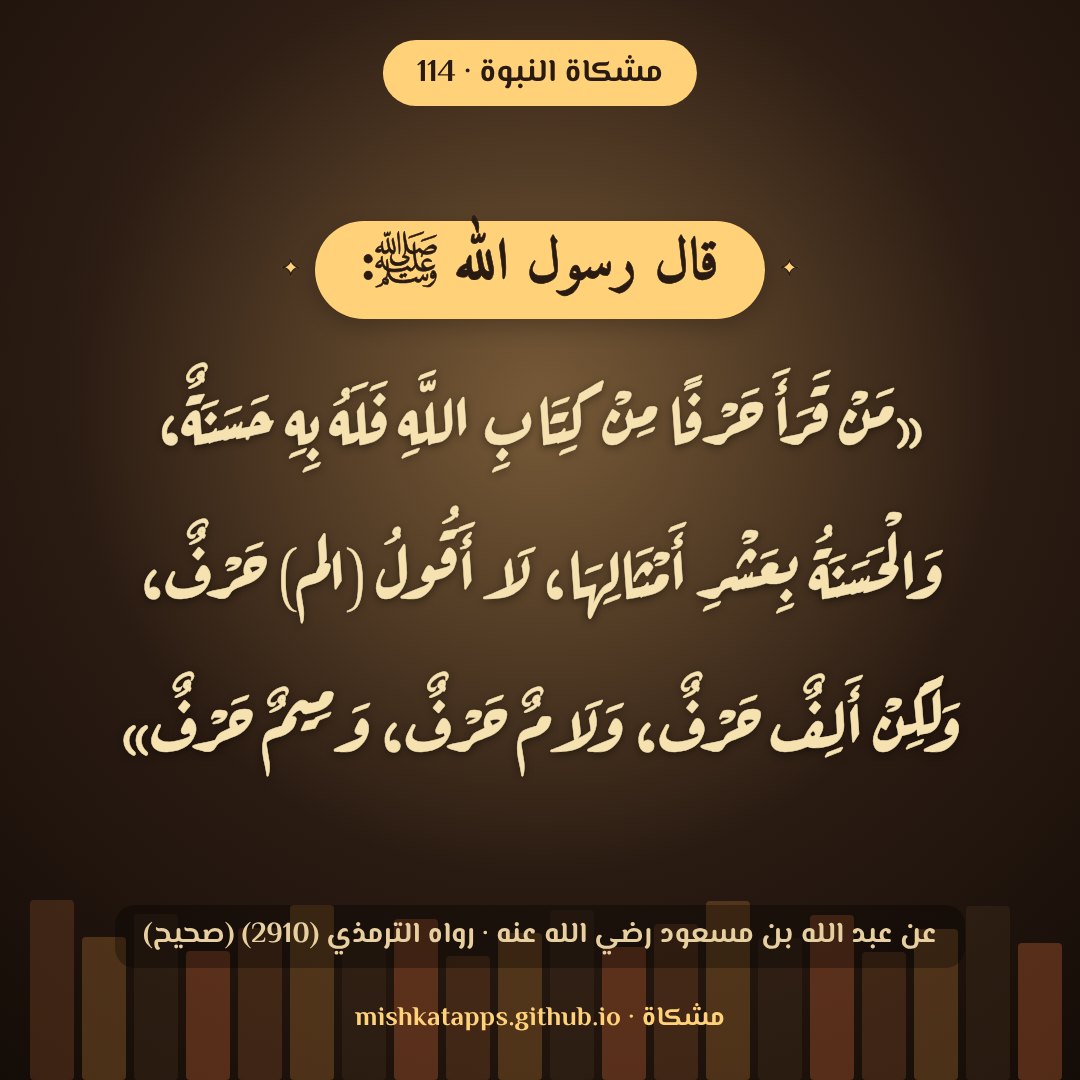 مشكاة النبوة · 114
قال رسول الله ﷺ:
«مَنْ قَرَأَ حَرْفًا مِنْ كِتَابِ اللَّهِ فَلَهُ بِهِ حَسَنَةٌ،
وَالْحَسَنَةُ بِعَشْرِ أَمْثَالِهَا، لَا أَقُولُ (الم) حَرْفٌ،
وَلَكِنْ أَلِفٌ حَرْفٌ، وَلَامٌ حَرْفٌ، وَمِيمٌ حَرْفٌ»
عن عبد الله بن مسعود رضي الله عنه · رواه الترمذي (2910) (صحيح)
مشكاة · mishkatapps.github.io